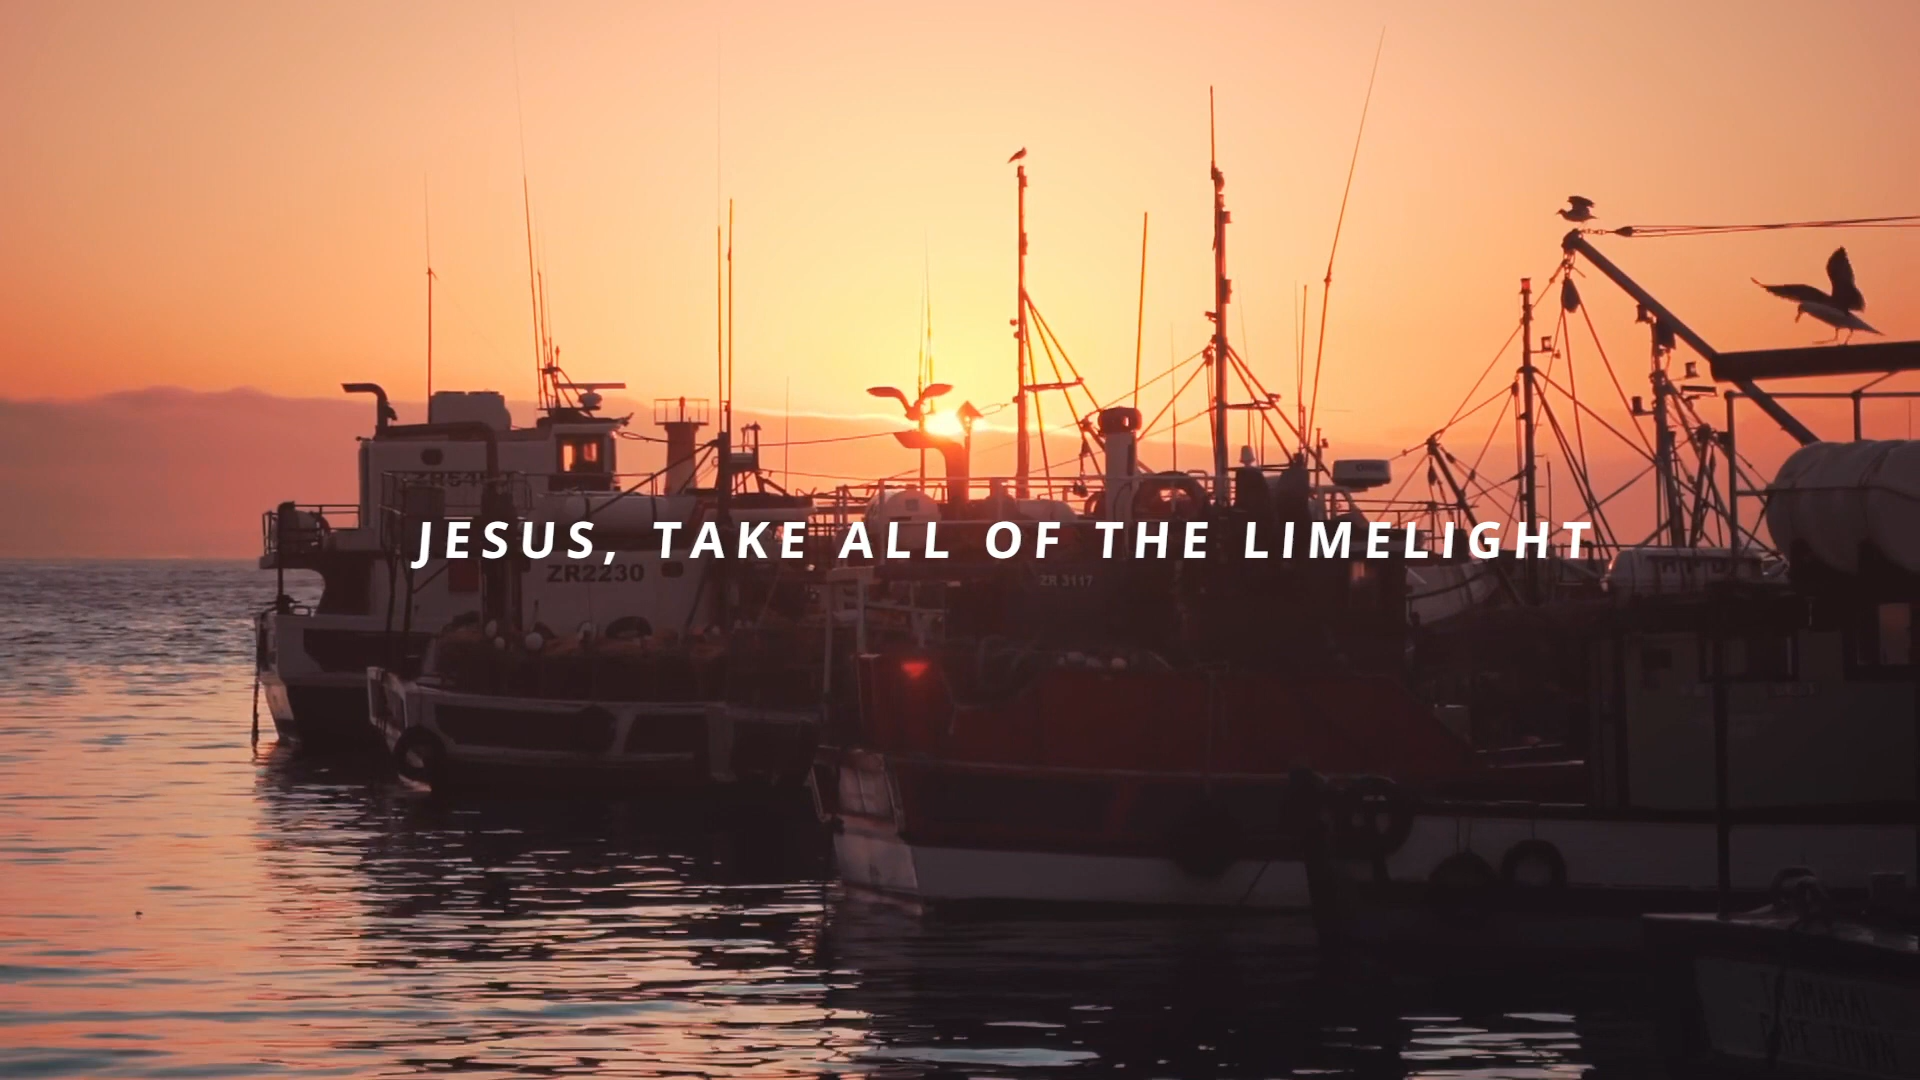 JESUS, TAKE ALL OF THE LIMELIGHT
ZR2230
ZR 3117